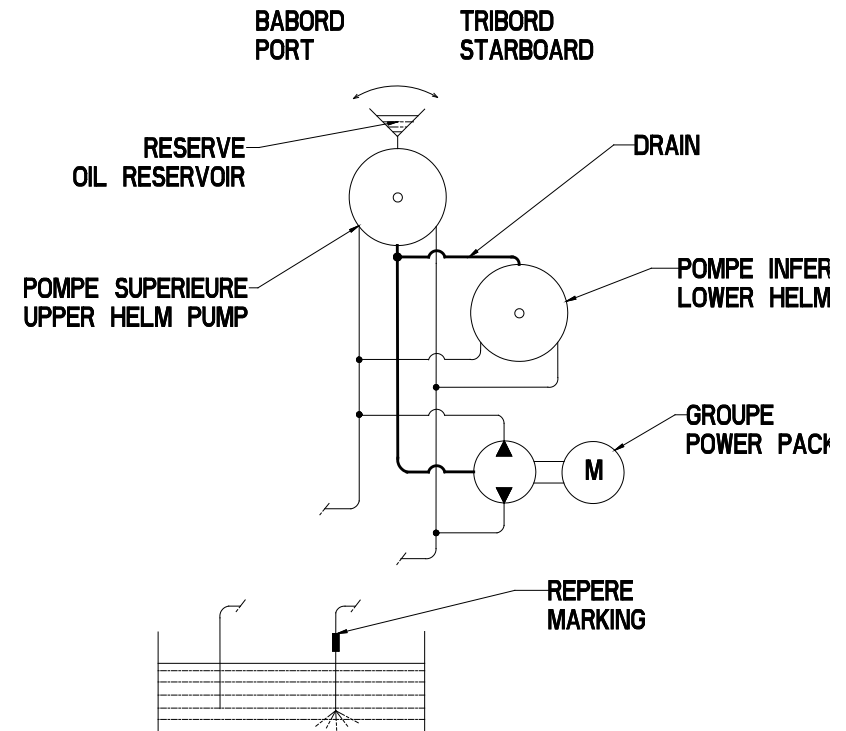 BABORD
PORT
TRIBORD
STARBOARD
RESERVE
OIL RESERVOIR
DRAIN
POMPE SUPERIEURE
UPPER HELM PUMP
POMPE INFER
LOWER HELM
GROUPE
POWER PACK
M
REPERE
MARKING